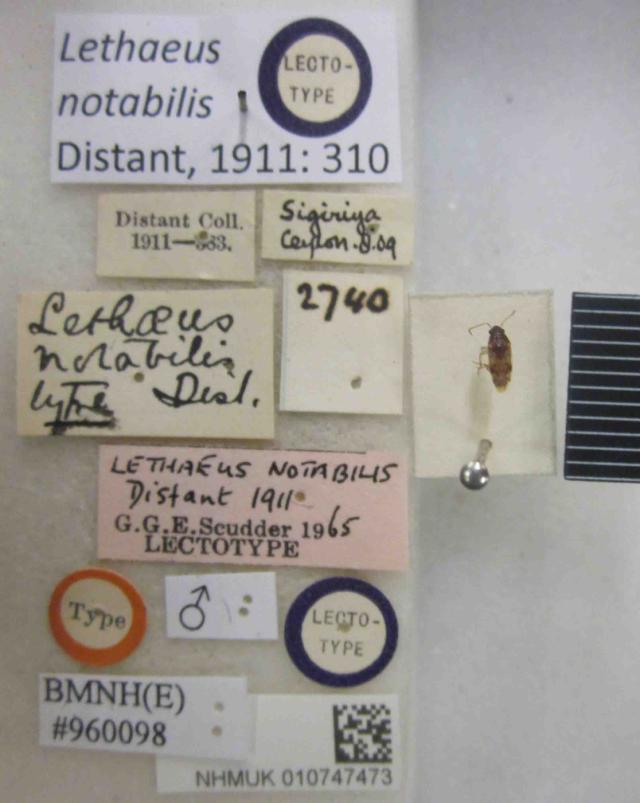 Lethaeus
notabilis
Distant, 1911: 310
LECTO-
TYPE
Distant Coll.
1911—383.
Sigiriya
Ceylon. 8.09
Lethæus
notabilis
type Dist.
2740
LETHAEUS NOTABILIS
Distant 1911
G.G.E.Scudder 1965
LECTOTYPE
Type
♂
LECTO-
TYPE
BMNH(E)
#960098
NHMUK 010747473